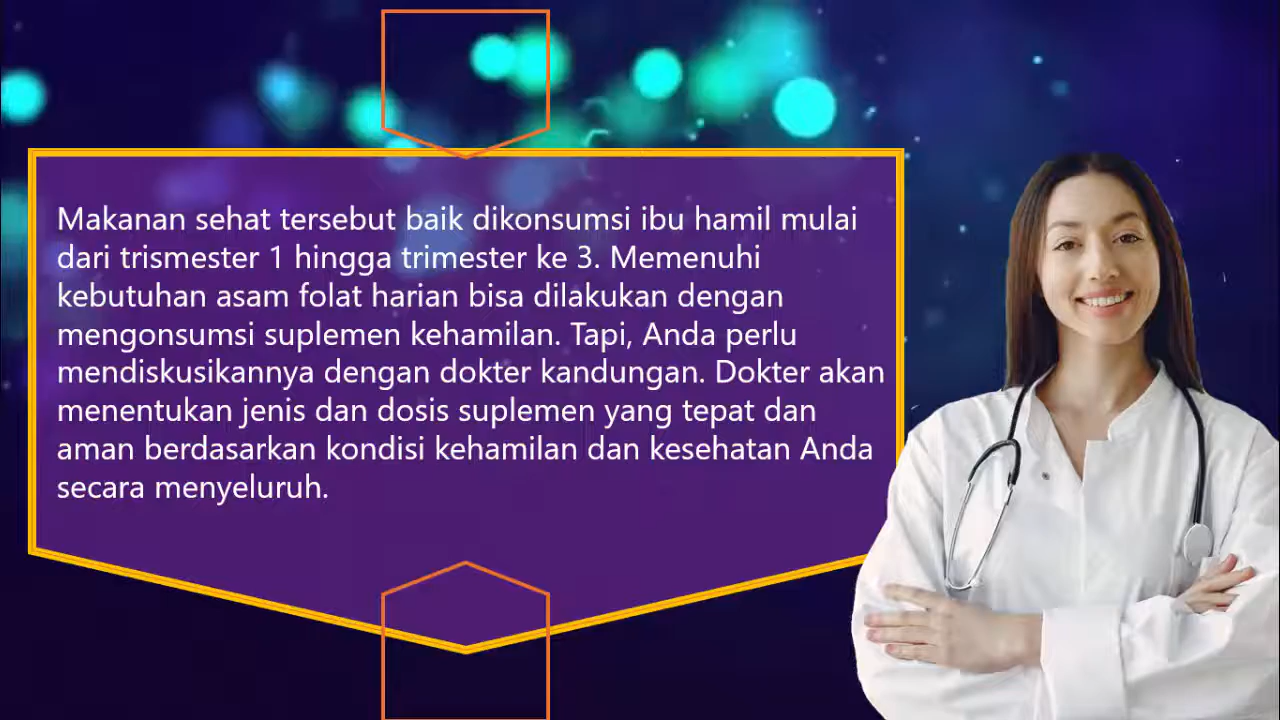 Makanan sehat tersebut baik dikonsumsi ibu hamil mulai
dari trismester 1 hingga trimester ke 3. Memenuhi
kebutuhan asam folat harian bisa dilakukan dengan
mengonsumsi suplemen kehamilan. Tapi, Anda perlu
mendiskusikannya dengan dokter kandungan. Dokter akan
menentukan jenis dan dosis suplemen yang tepat dan
aman berdasarkan kondisi kehamilan dan kesehatan Anda
secara menyeluruh.